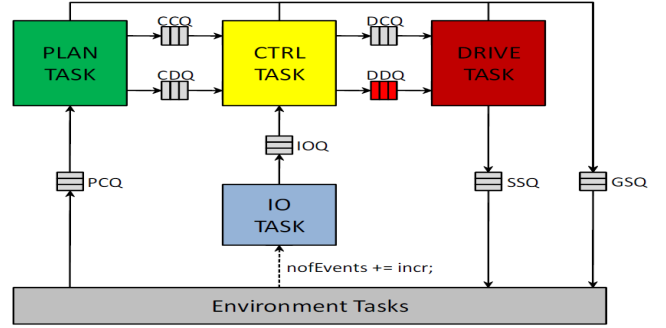 CCQ
DCQ
PLAN
TASK
CTRL
TASK
DRIVE
TASK
CDQ
DDQ
IOQ
PCQ
SSQ
GSQ
IO
TASK
nofEvents += incr;
Environment Tasks